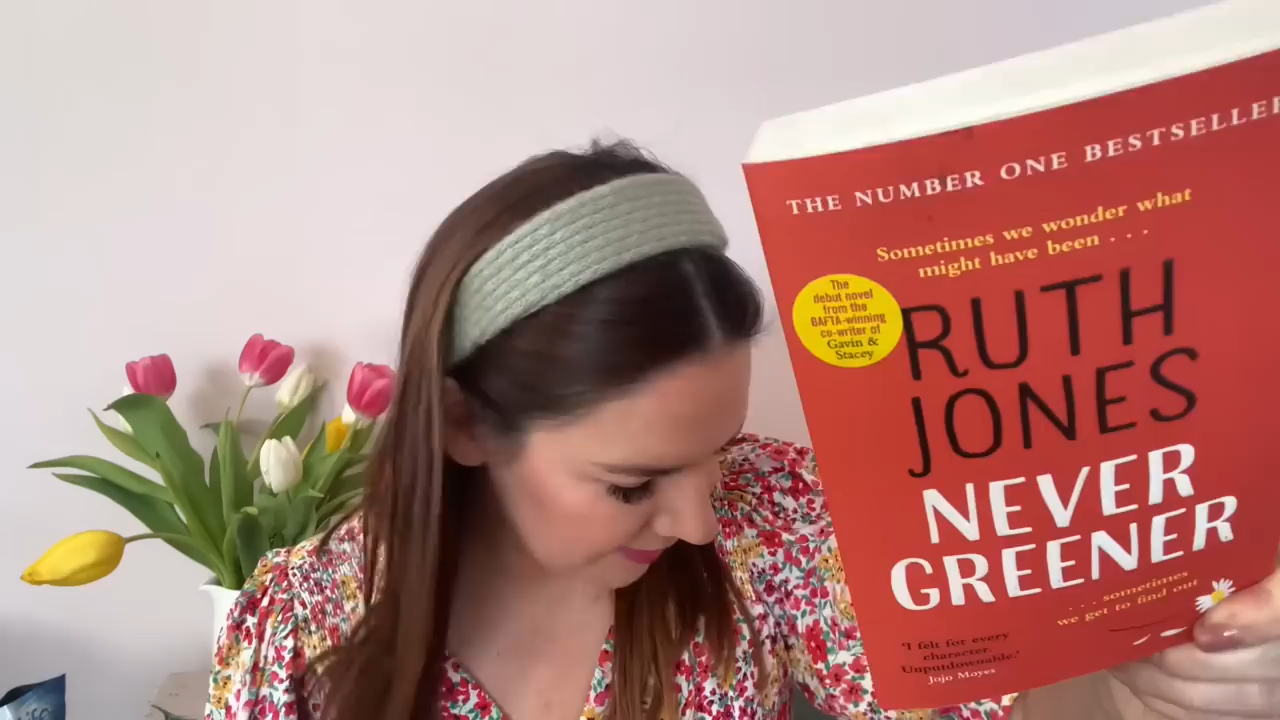 THE NUMBER ONE BESTSELLER
Sometimes we wonder what
might have been . . .
The
debut novel
from the
BAFTA-winning
co-writer of
Gavin &
Stacey
RUTH
JONES
NEVER
GREENER
. . . sometimes
we get to find out
'I felt for every
character.
Unputdownable.'
Jojo Moyes